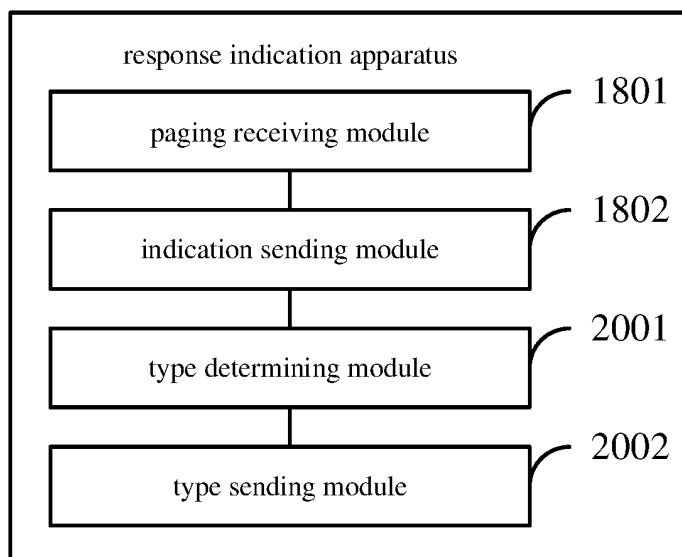 response indication apparatus
1801
paging receiving module
1802
indication sending module
2001
type determining module
2002
type sending module